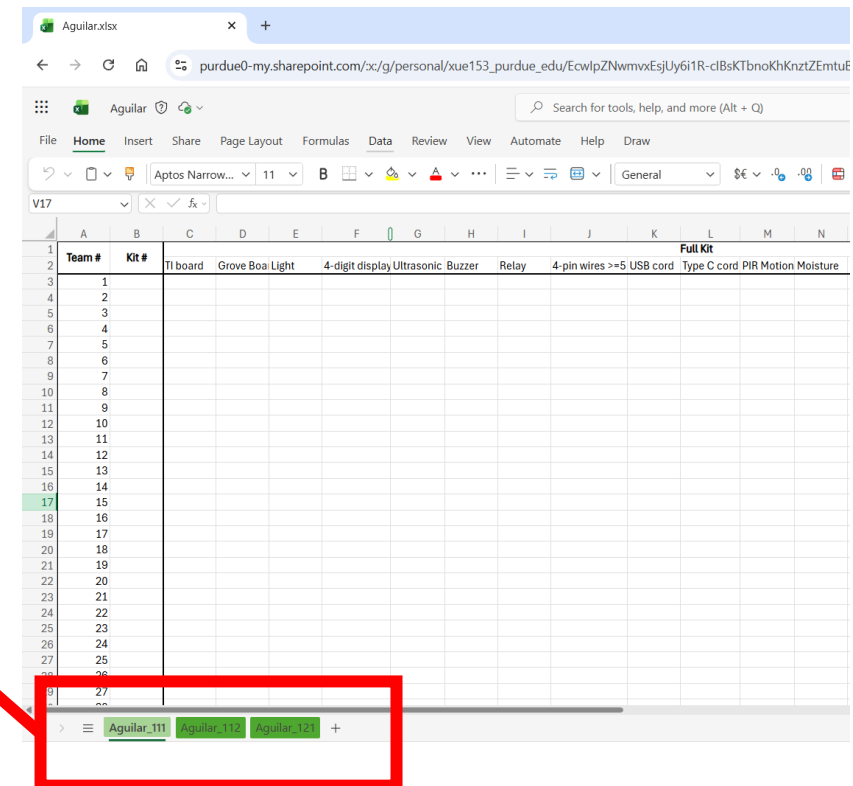 Aguilar.xlsx
purdue0-my.sharepoint.com/:x:/g/personal/xue153_purdue_edu/EcwIpZNwmvxEsjUy6i1R-cIBsKTbnoKhKnztZEmtuE
Aguilar Search for tools, help, and more (Alt + Q)
File Home Insert Share Page Layout Formulas Data Review View Automate Help Draw
Aptos Narrow... 11 B A General $€ .0 .00
V17 fx
A B C D E F G H I J K L M N
1 Team # Kit # Full Kit
2 TI board Grove Boa Light 4-digit display Ultrasonic Buzzer Relay 4-pin wires >=5 USB cord Type C cord PIR Motion Moisture
3 1
4 2
5 3
6 4
7 5
8 6
9 7
10 8
11 9
12 10
13 11
14 12
15 13
16 14
17 15
18 16
19 17
20 18
21 19
22 20
23 21
24 22
25 23
26 24
27 25
9 27
Aguilar_111 Aguilar_112 Aguilar_121